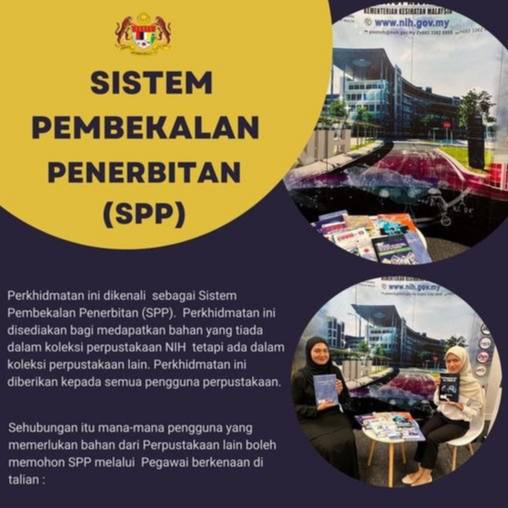 SISTEM
PEMBEKALAN
PENERBITAN
(SPP)
KEMENTERIAN KESIHATAN MALAYSIA
www.nih.gov.my
Perkhidmatan ini dikenali sebagai Sistem
Pembekalan Penerbitan (SPP). Perkhidmatan ini
disediakan bagi medapatkan bahan yang tiada
dalam koleksi perpustakaan NIH tetapi ada dalam
koleksi perpustakaan lain. Perkhidmatan ini
diberikan kepada semua pengguna perpustakaan.
www.nih.gov.my
Sehubungan itu mana-mana pengguna yang
memerlukan bahan dari Perpustakaan lain boleh
memohon SPP melalui Pegawai berkenaan di
talian :